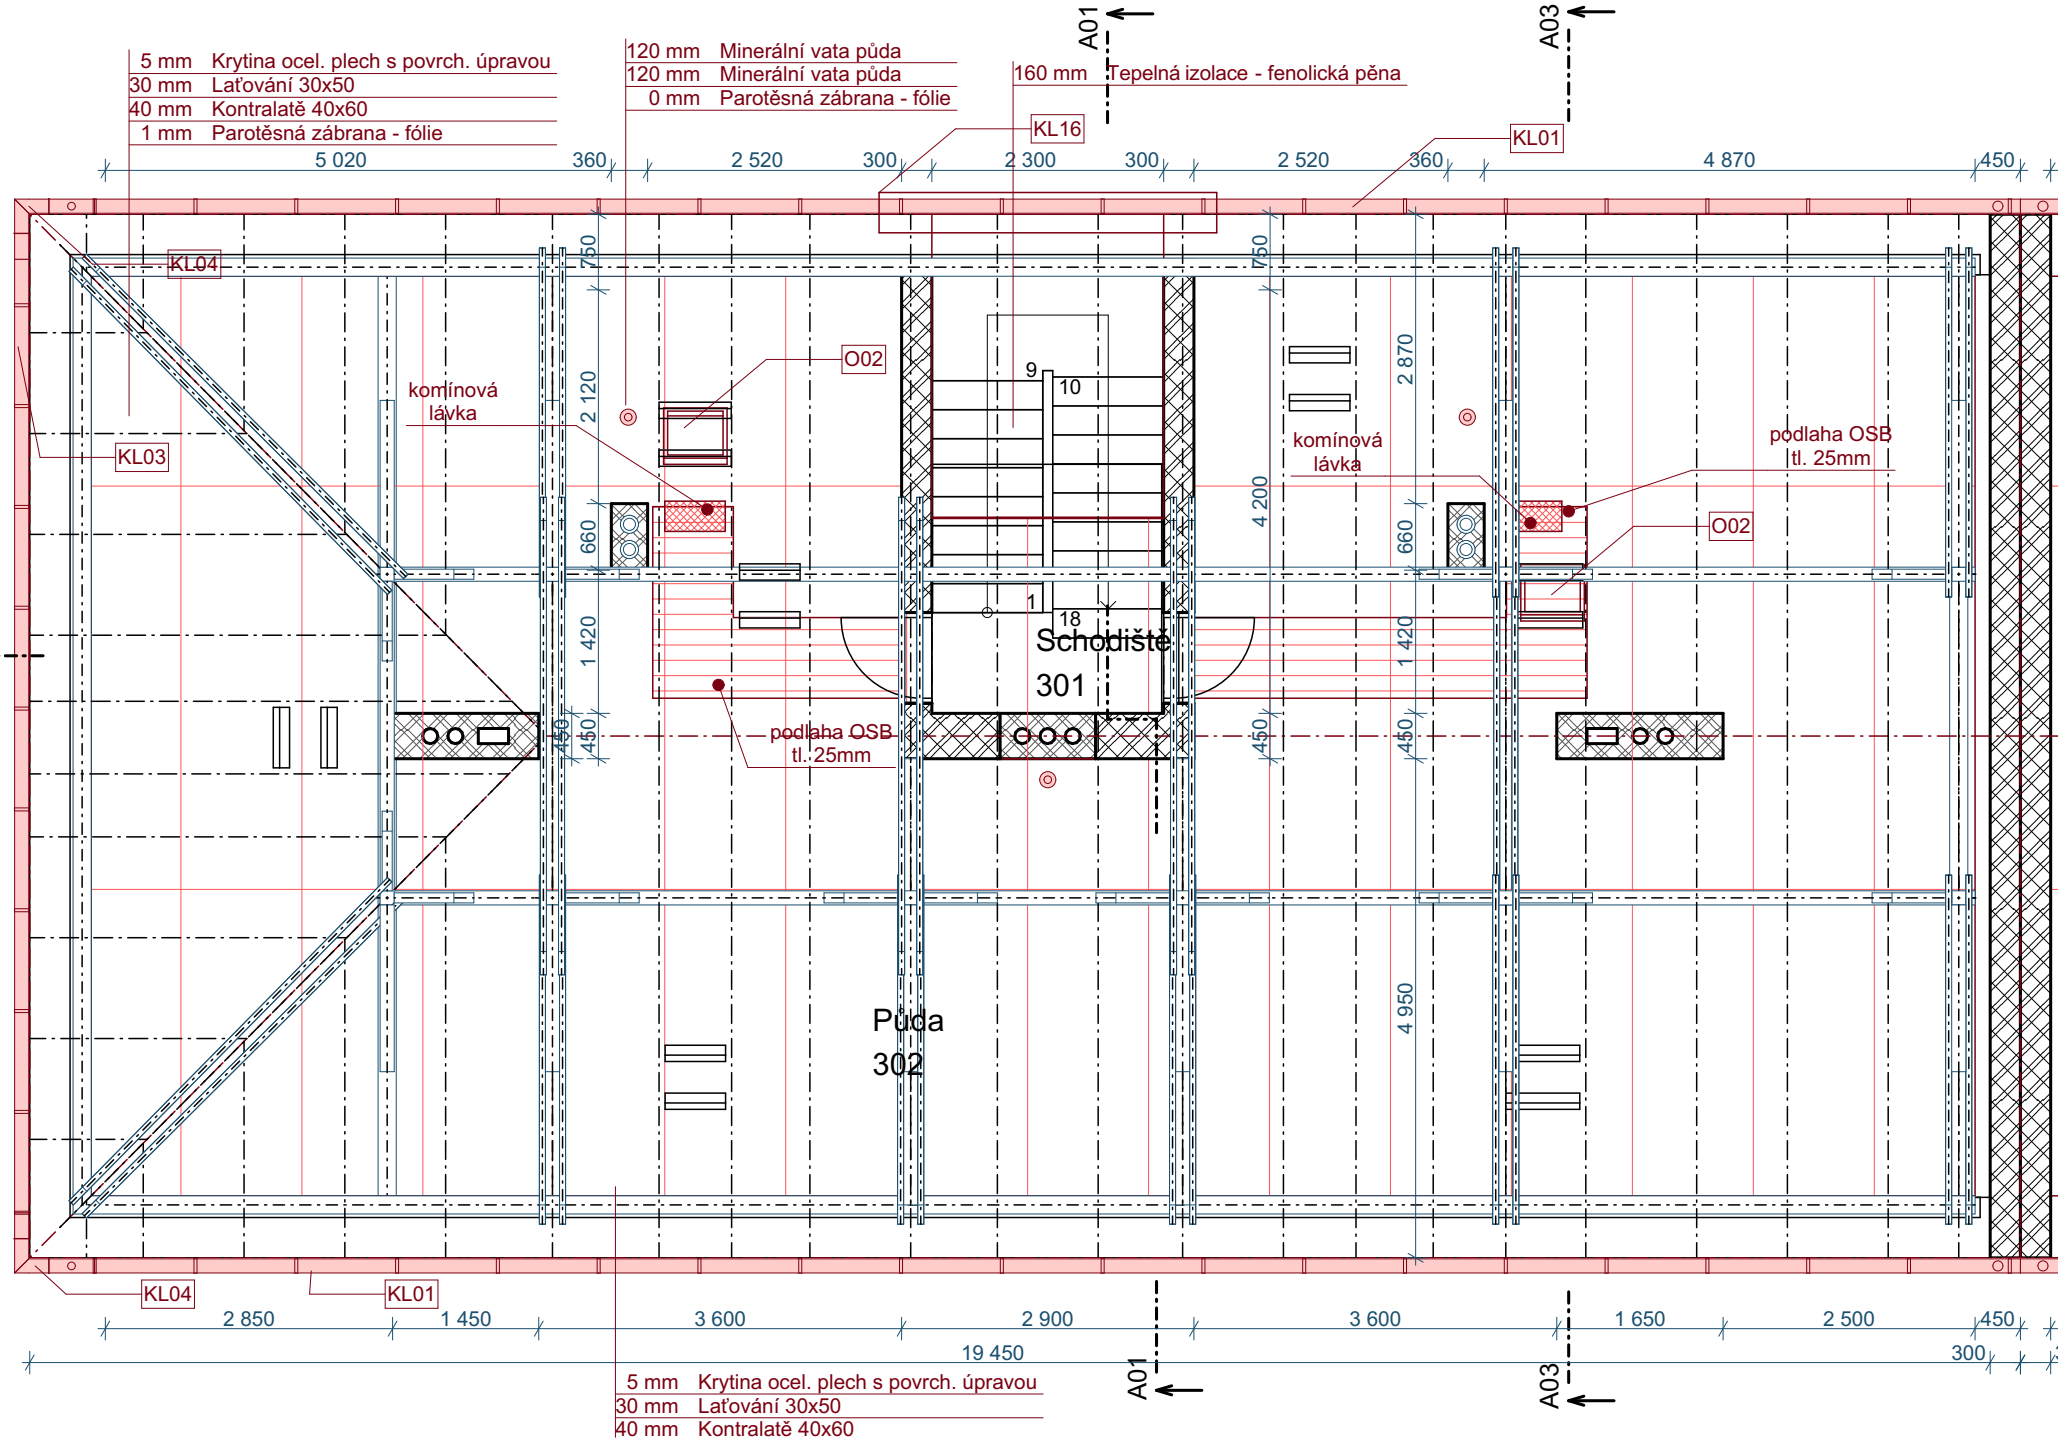 A01
A03
5 mm Krytina ocel. plech s povrch. úpravou
30 mm Laťování 30x50
40 mm Kontralatě 40x60
1 mm Parotěsná zábrana - fólie
120 mm Minerální vata půda
120 mm Minerální vata půda
0 mm Parotěsná zábrana - fólie
160 mm Tepelná izolace - fenolická pěna
KL16
KL01
5 020
360
2 520
300
2 300
300
2 520
360
4 870
450
KL04
750
750
O02
9
10
2 120
2 870
komínová
lávka
KL03
komínová
lávka
podlaha OSB
tl. 25mm
4 200
660
660
O02
1
18
1 420
1 420
Schodiště
301
450
450
450
450
podlaha OSB
tl. 25mm
4 950
Půda
302
KL04
KL01
2 850
1 450
3 600
2 900
3 600
1 650
2 500
450
19 450
300
A01
A03
5 mm Krytina ocel. plech s povrch. úpravou
30 mm Laťování 30x50
40 mm Kontralatě 40x60